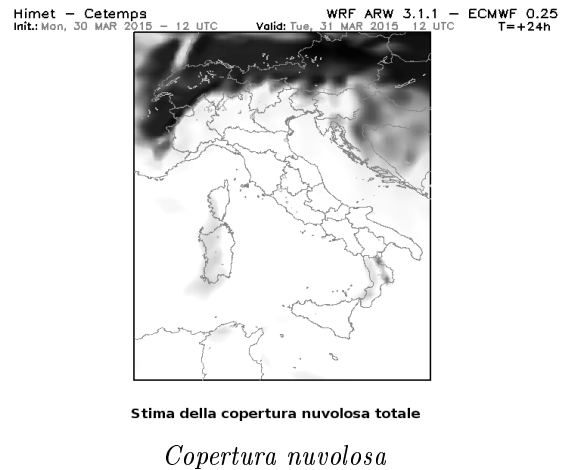 Himet – Cetemps WRF ARW 3.1.1 – ECMWF 0.25
Init.: Mon, 30 MAR 2015 – 12 UTC Valid: Tue, 31 MAR 2015 12 UTC T=+24h
Stima della copertura nuvolosa totale
Copertura nuvolosa